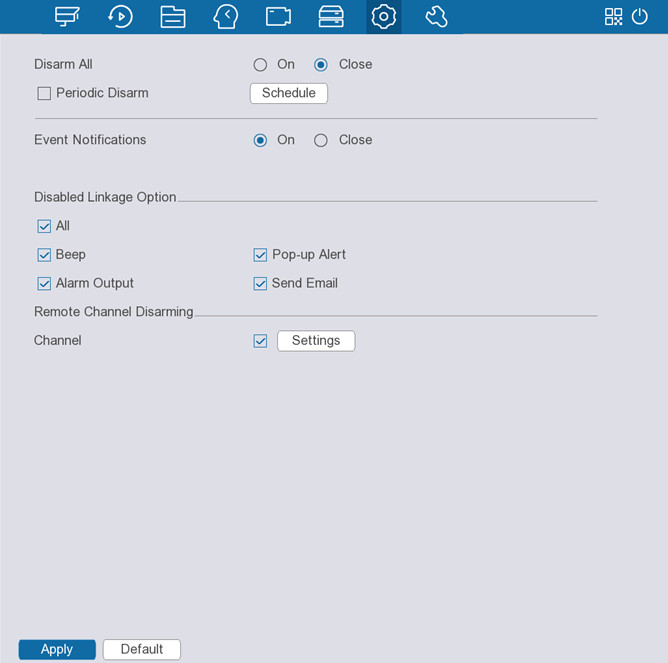 Disarm All On Close
Periodic Disarm Schedule
Event Notifications On Close
Disabled Linkage Option
All
Beep Pop-up Alert
Alarm Output Send Email
Remote Channel Disarming
Channel Settings
Apply Default